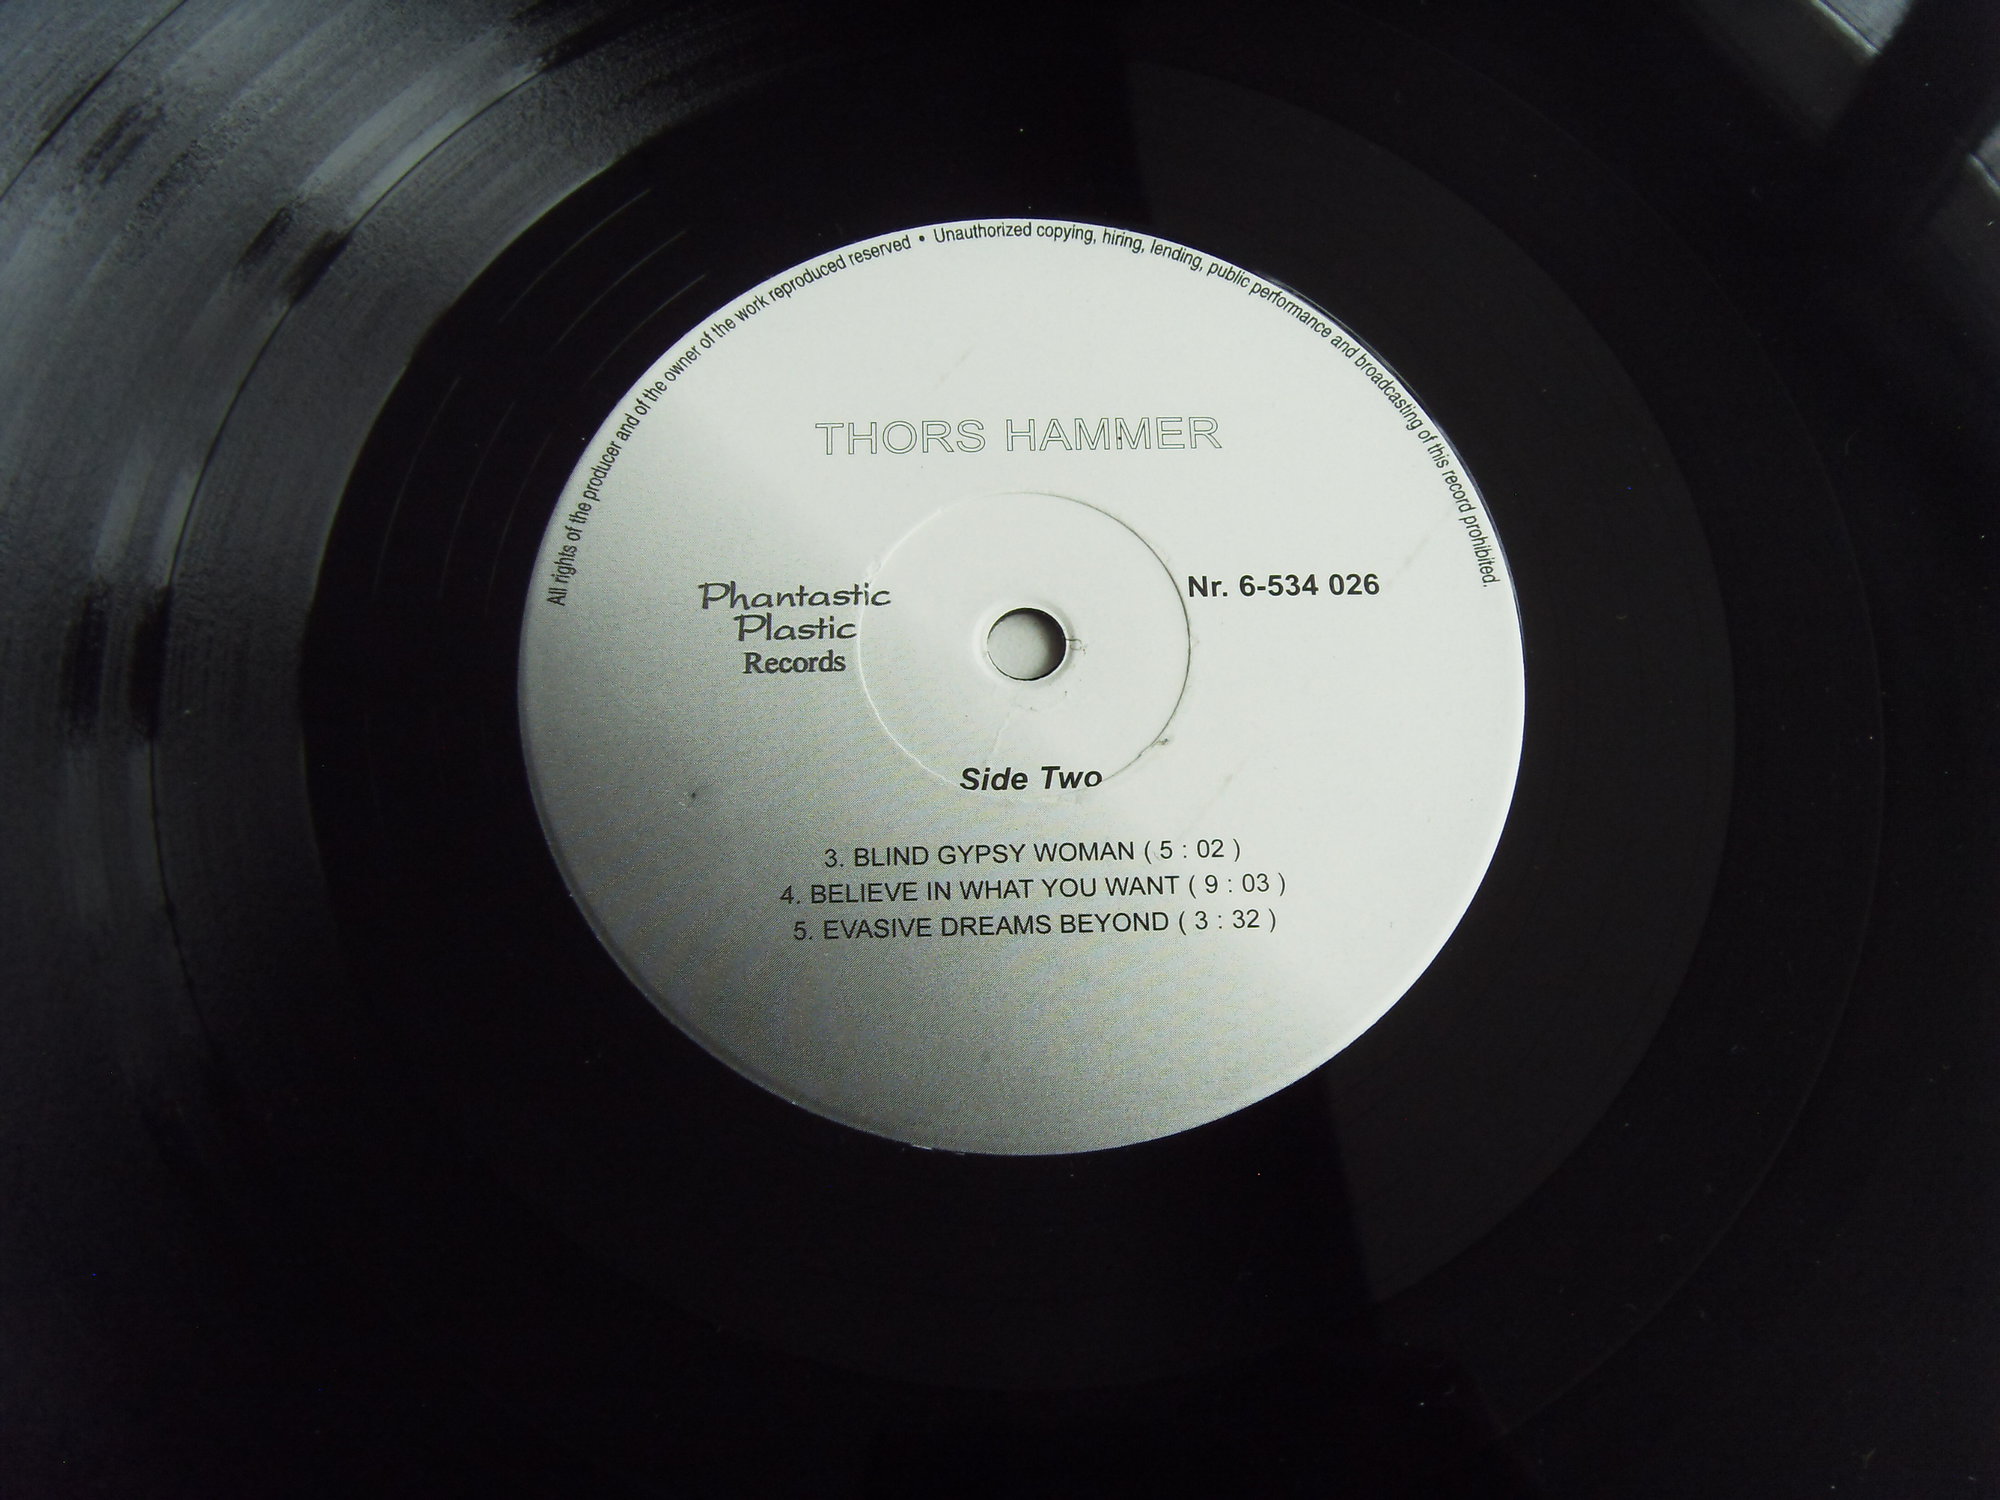 All rights of the producer and of the owner of the work reproduced reserved • Unauthorized copying, hiring, lending, public performance and broadcasting of this record prohibited.
THORS HAMMER
Phantastic
Plastic
Records
Nr. 6-534 026
Side Two
3. BLIND GYPSY WOMAN ( 5 : 02 )
4. BELIEVE IN WHAT YOU WANT ( 9 : 03 )
5. EVASIVE DREAMS BEYOND ( 3 : 32 )